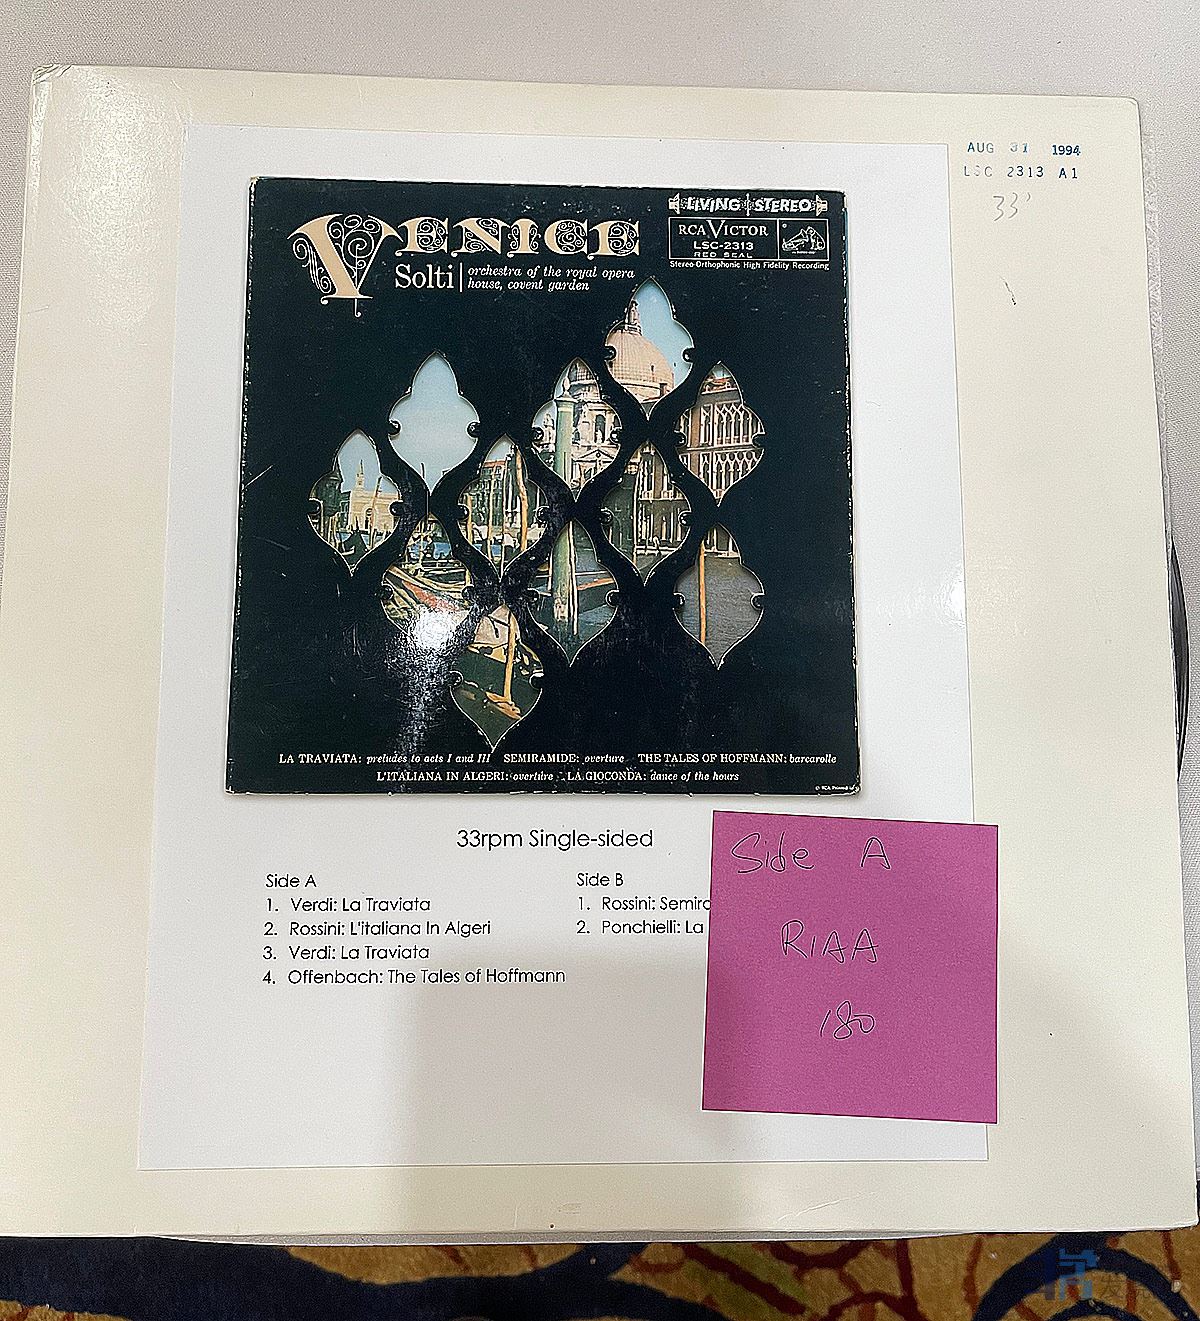 AUG 31 1994
LSC 2313 A1
33'
LIVING STEREO
VENICE
RCA VICTOR
LSC-2313
RED SEAL
Stereo-Orthophonic High Fidelity Recording
Solti | orchestra of the royal opera
house, covent garden
LA TRAVIATA: preludes to acts I and III SEMIRAMIDE: overture THE TALES OF HOFFMANN: barcarolle
L'ITALIANA IN ALGERI: overture LA GIOCONDA: dance of the hours
33rpm Single-sided
Side A
1. Verdi: La Traviata
2. Rossini: L'italiana In Algeri
3. Verdi: La Traviata
4. Offenbach: The Tales of Hoffmann
Side B
1. Rossini: Semira
2. Ponchielli: La
Side A
RIAA
180